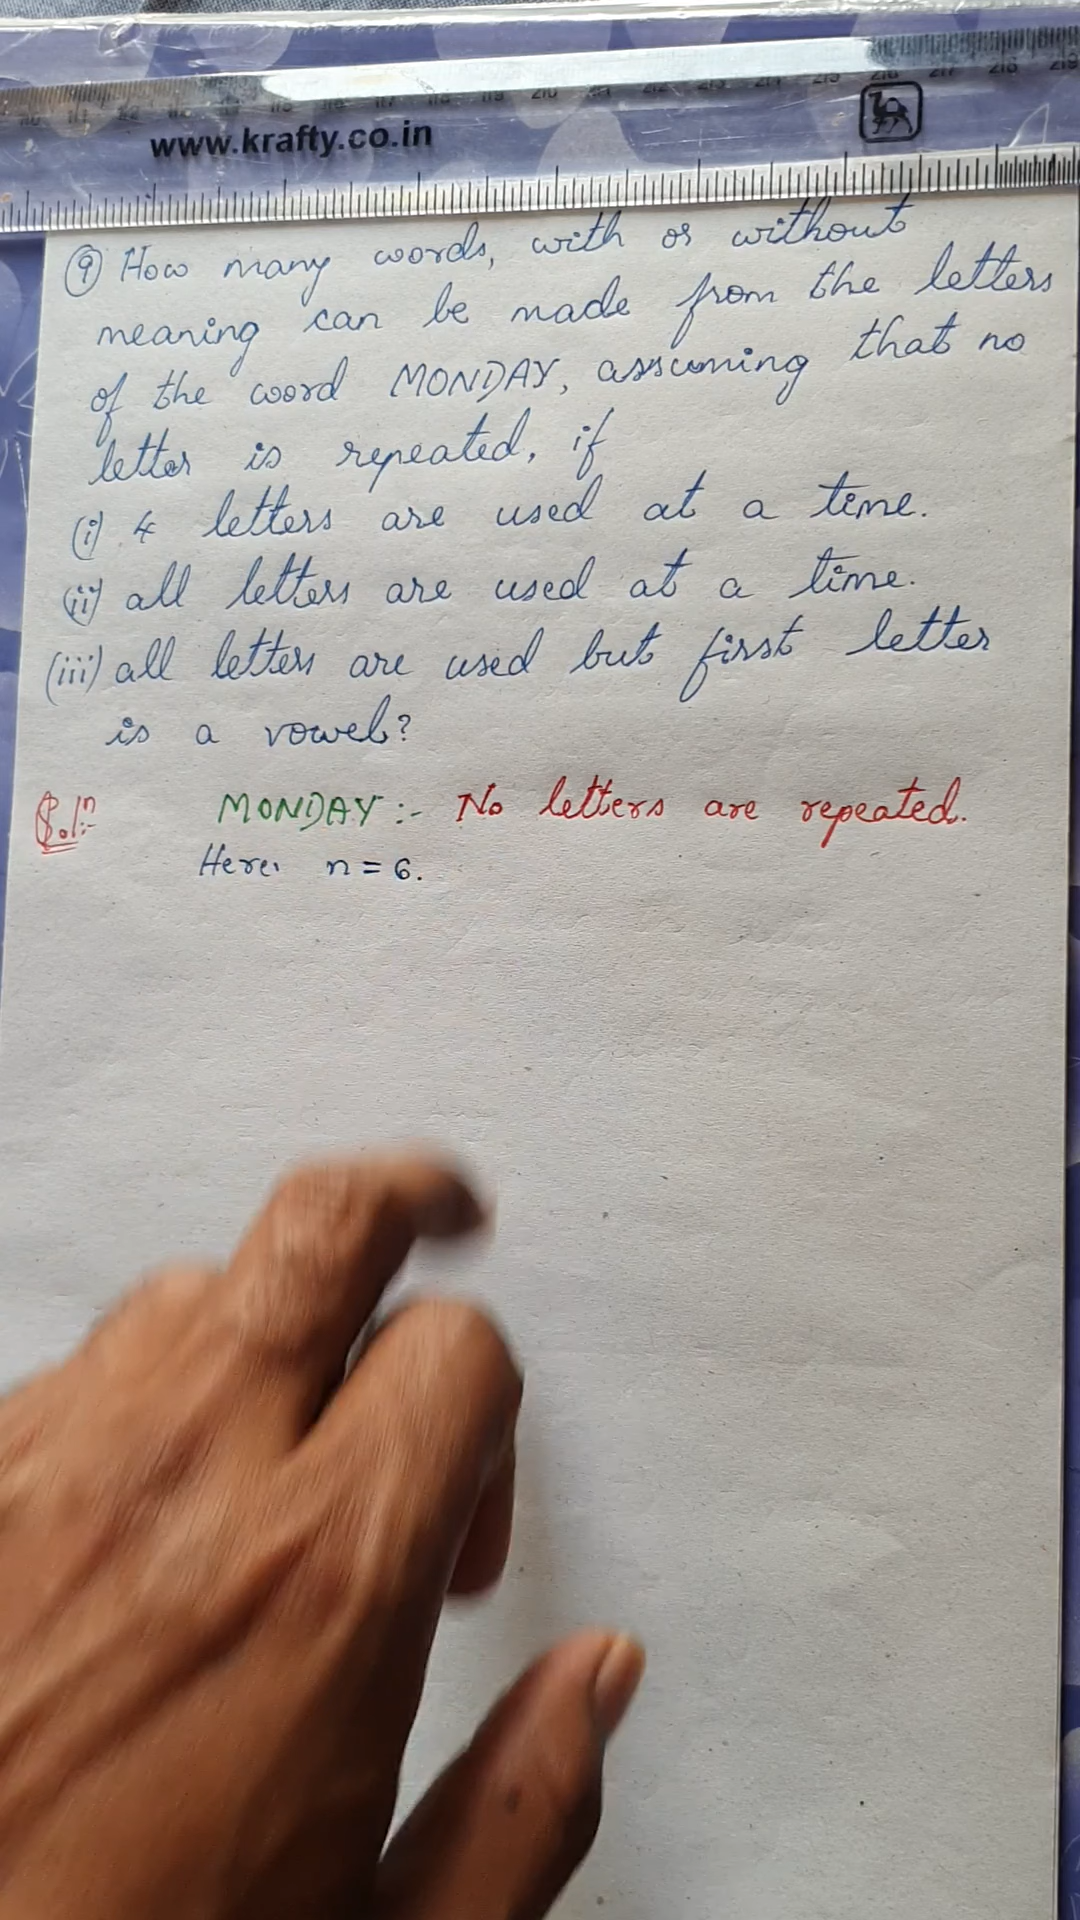 www.krafty.co.in
⑨ How many words, with or without
meaning can be made from the letters
of the word MONDAY, assuming that no
letter is repeated, if
(i) 4 letters are used at a time.
(ii) all letters are used at a time.
(iii) all letters are used but first letter
is a vowel?
Solⁿ:- MONDAY :- No letters are repeated.
Here, n = 6.